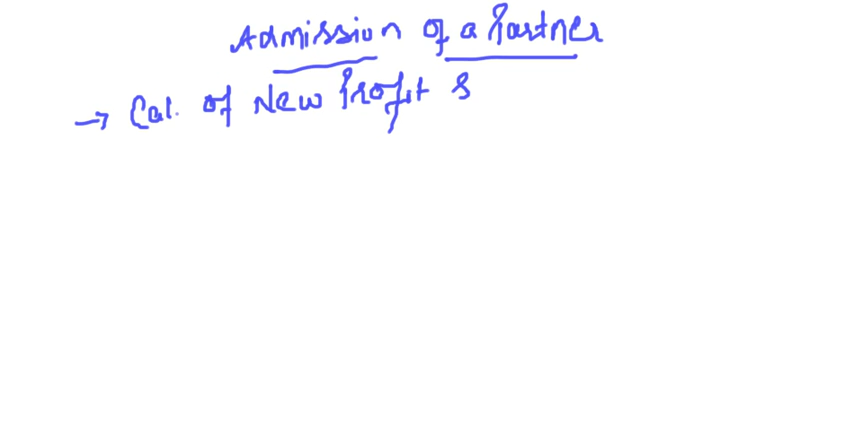 Admission of a Partner
→ Cal. of New Profit S